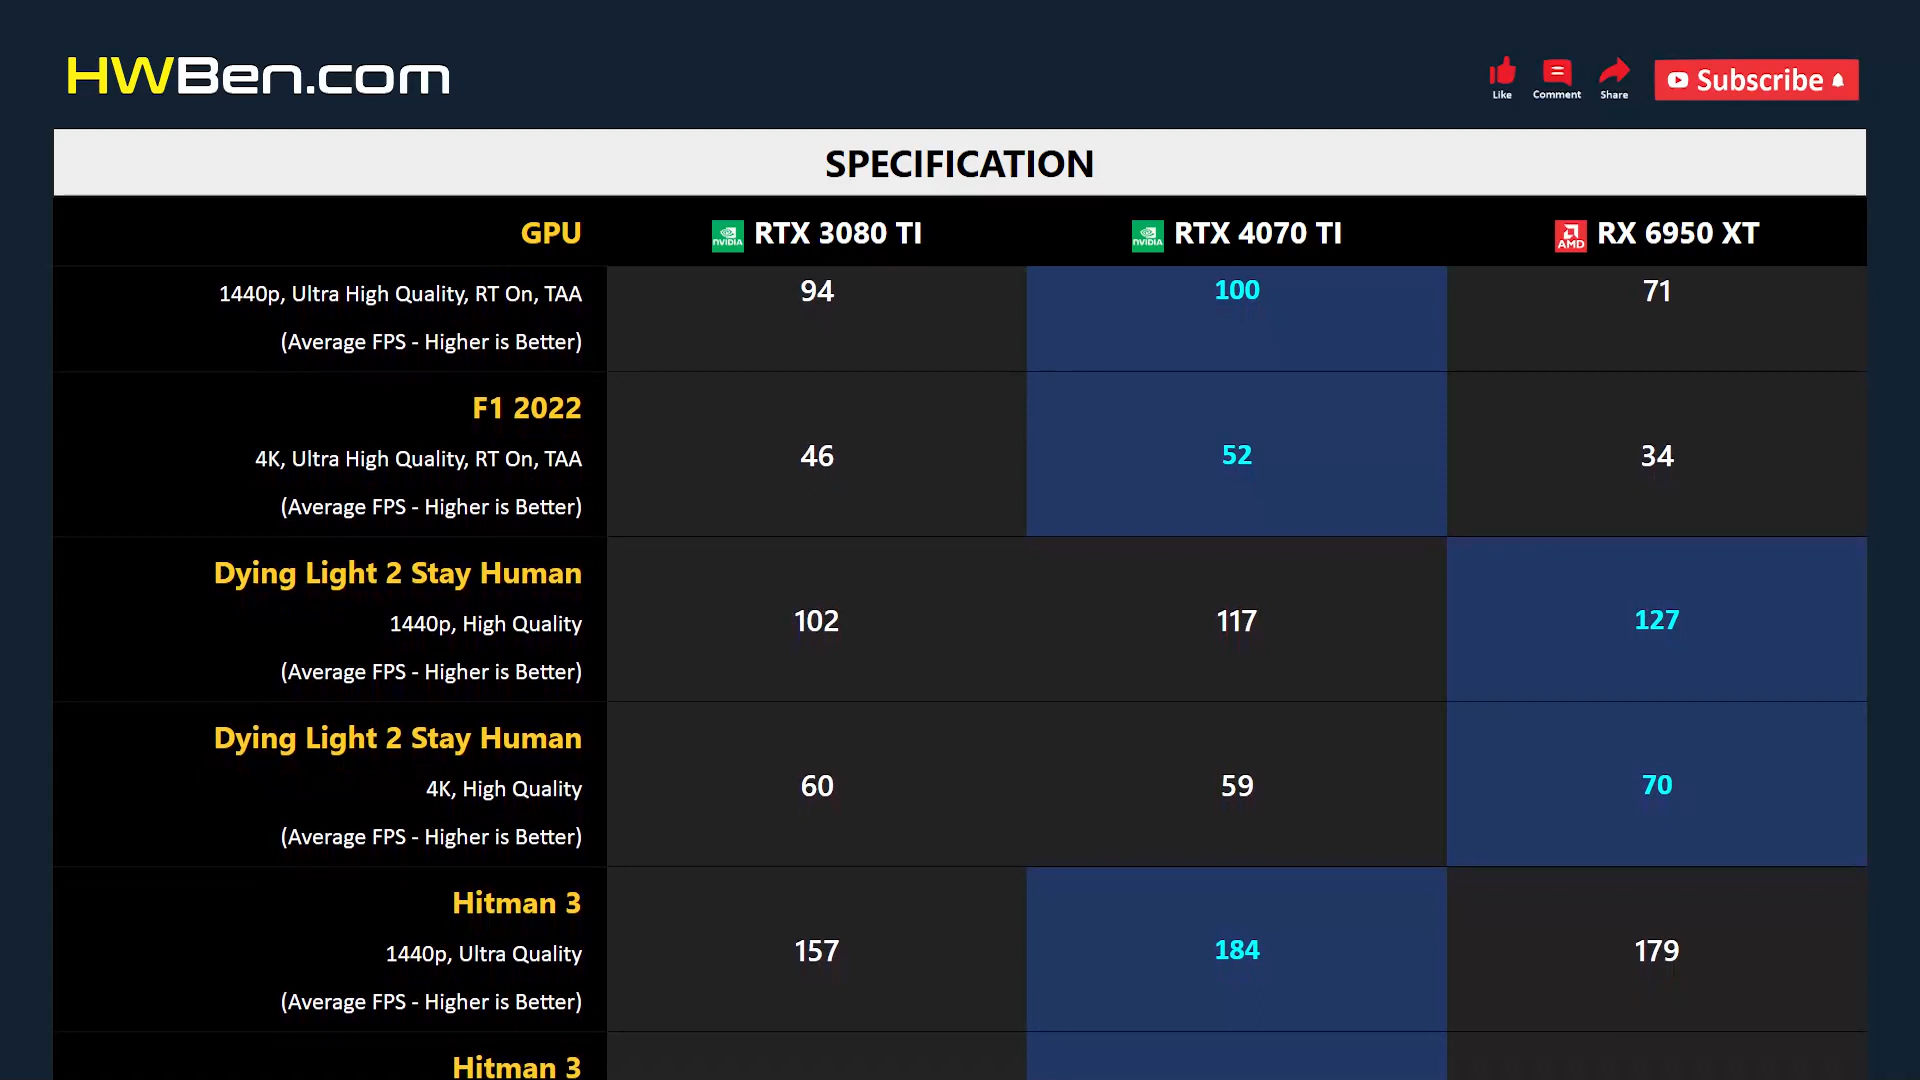 HWBen.com
Like Comment Share Subscribe
SPECIFICATION
GPU NVIDIA RTX 3080 TI NVIDIA RTX 4070 TI AMD RX 6950 XT
1440p, Ultra High Quality, RT On, TAA 94 100 71
(Average FPS - Higher is Better)
F1 2022
4K, Ultra High Quality, RT On, TAA 46 52 34
(Average FPS - Higher is Better)
Dying Light 2 Stay Human
1440p, High Quality 102 117 127
(Average FPS - Higher is Better)
Dying Light 2 Stay Human
4K, High Quality 60 59 70
(Average FPS - Higher is Better)
Hitman 3
1440p, Ultra Quality 157 184 179
(Average FPS - Higher is Better)
Hitman 3